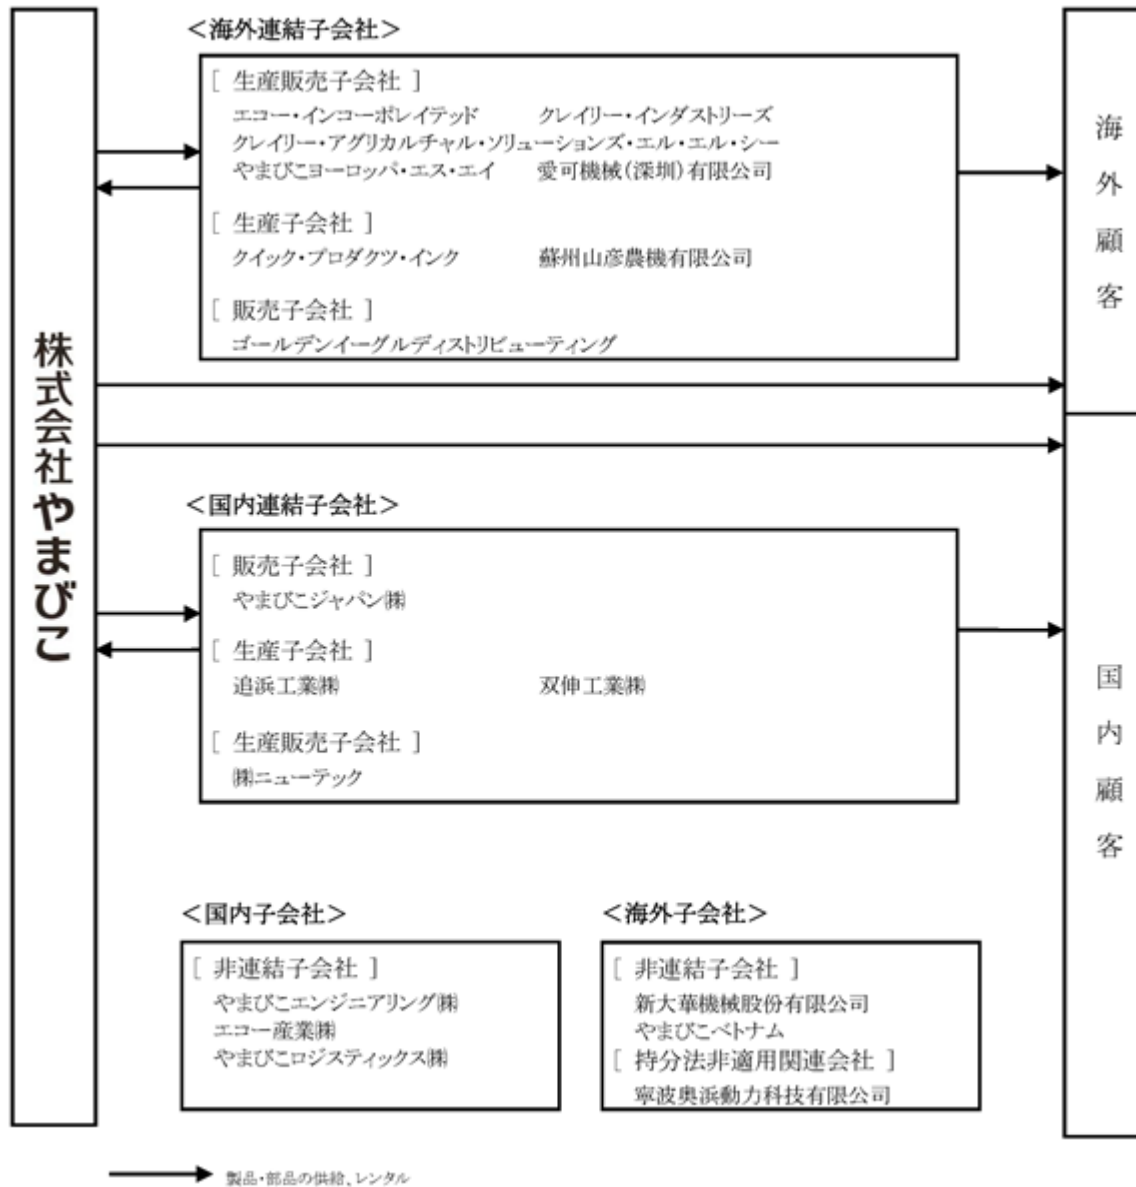 株式会社やまびこ
＜海外連結子会社＞
[ 生産販売子会社 ]
エコー・インコーポレイテッド　クレイリー・インダストリーズ
クレイリー・アグリカルチャル・ソリューションズ・エル・エル・シー
やまびこヨーロッパ・エス・エイ　愛可機械(深圳)有限公司
[ 生産子会社 ]
クイック・プロダクツ・インク　蘇州山彦農機有限公司
[ 販売子会社 ]
ゴールデンイーグルディストリビューティング
海外顧客
＜国内連結子会社＞
[ 販売子会社 ]
やまびこジャパン㈱
[ 生産子会社 ]
追浜工業㈱　双伸工業㈱
[ 生産販売子会社 ]
㈱ニューテック
国内顧客
＜国内子会社＞
[ 非連結子会社 ]
やまびこエンジニアリング㈱
エコー産業㈱
やまびこロジスティックス㈱
＜海外子会社＞
[ 非連結子会社 ]
新大華機械股份有限公司
やまびこベトナム
[ 持分法非適用関連会社 ]
寧波奥浜動力科技有限公司
製品・部品の供給、レンタル